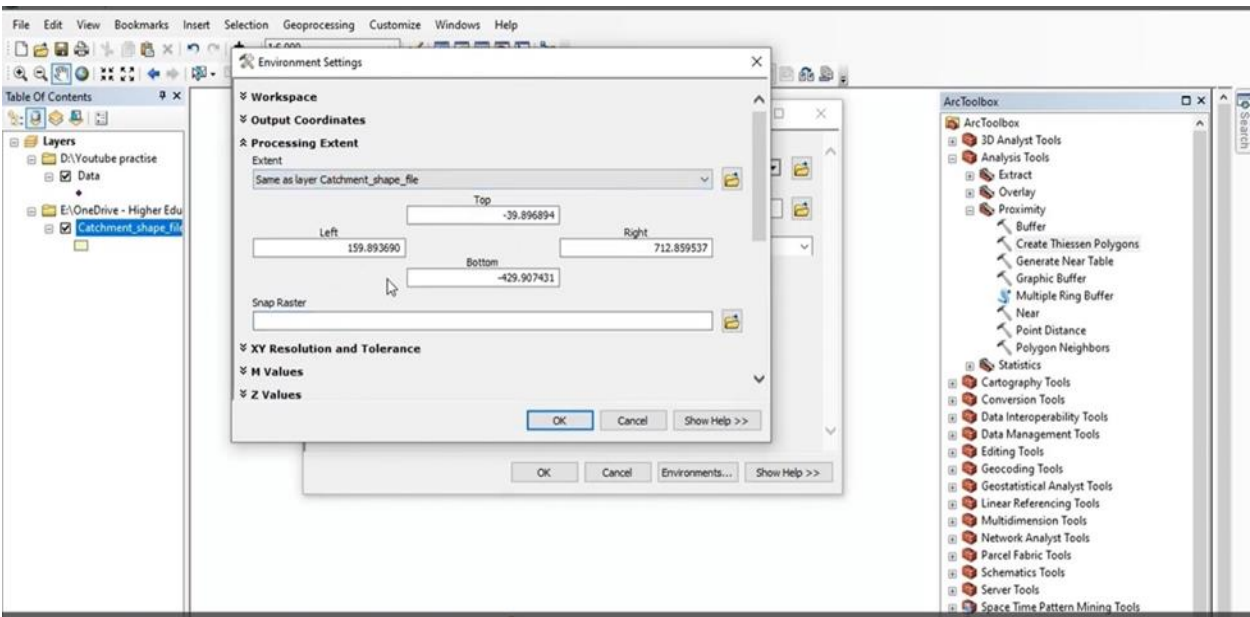 File Edit View Bookmarks Insert Selection Geoprocessing Customize Windows Help
Environment Settings
Table Of Contents
Layers
D:\Youtube practise
Data
E:\OneDrive - Higher Edu
Catchment_shape_file
Workspace
Output Coordinates
Processing Extent
Extent
Same as layer Catchment_shape_file
Top
-39.896894
Left
Right
159.893690
712.859537
Bottom
-429.907431
Snap Raster
XY Resolution and Tolerance
M Values
Z Values
OK Cancel Show Help >>
OK Cancel Environments... Show Help >>
ArcToolbox
ArcToolbox
3D Analyst Tools
Analysis Tools
Extract
Overlay
Proximity
Buffer
Create Thiessen Polygons
Generate Near Table
Graphic Buffer
Multiple Ring Buffer
Near
Point Distance
Polygon Neighbors
Statistics
Cartography Tools
Conversion Tools
Data Interoperability Tools
Data Management Tools
Editing Tools
Geocoding Tools
Geostatistical Analyst Tools
Linear Referencing Tools
Multidimension Tools
Network Analyst Tools
Parcel Fabric Tools
Schematics Tools
Server Tools
Space Time Pattern Mining Tools
Search